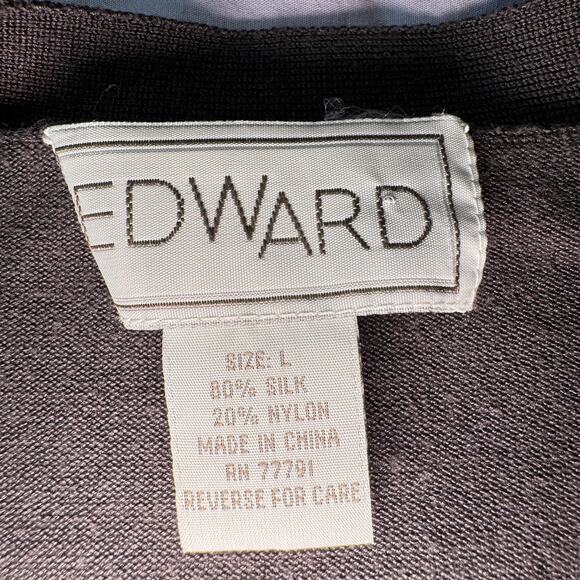 EDWARD
SIZE: L
80% SILK
20% NYLON
MADE IN CHINA
RN 77791
REVERSE FOR CARE